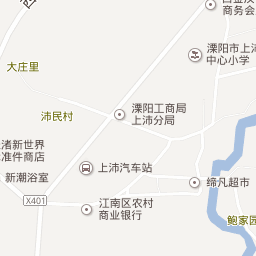 商务会
溧阳市上沛
中心小学
大庄里
沛民村
溧阳工商局
上沛分局
渚新世界
准件商店
新潮浴室
上沛汽车站
缔凡超市
X401
江南区农村
商业银行
鲍家园